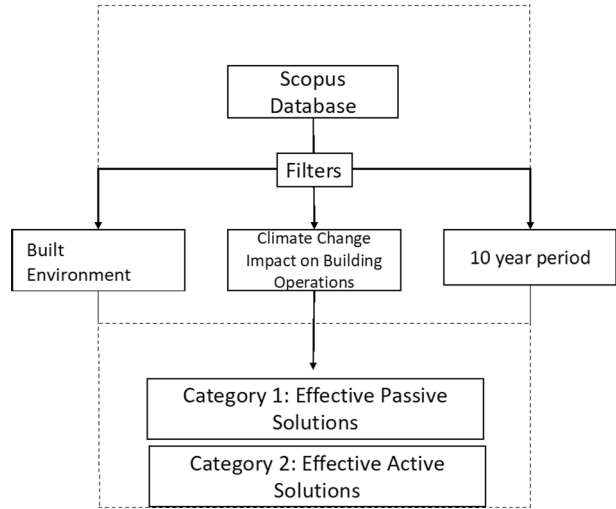 Scopus
Database
Filters
Built
Environment
Climate Change
Impact on Building
Operations
10 year period
Category 1: Effective Passive
Solutions
Category 2: Effective Active
Solutions